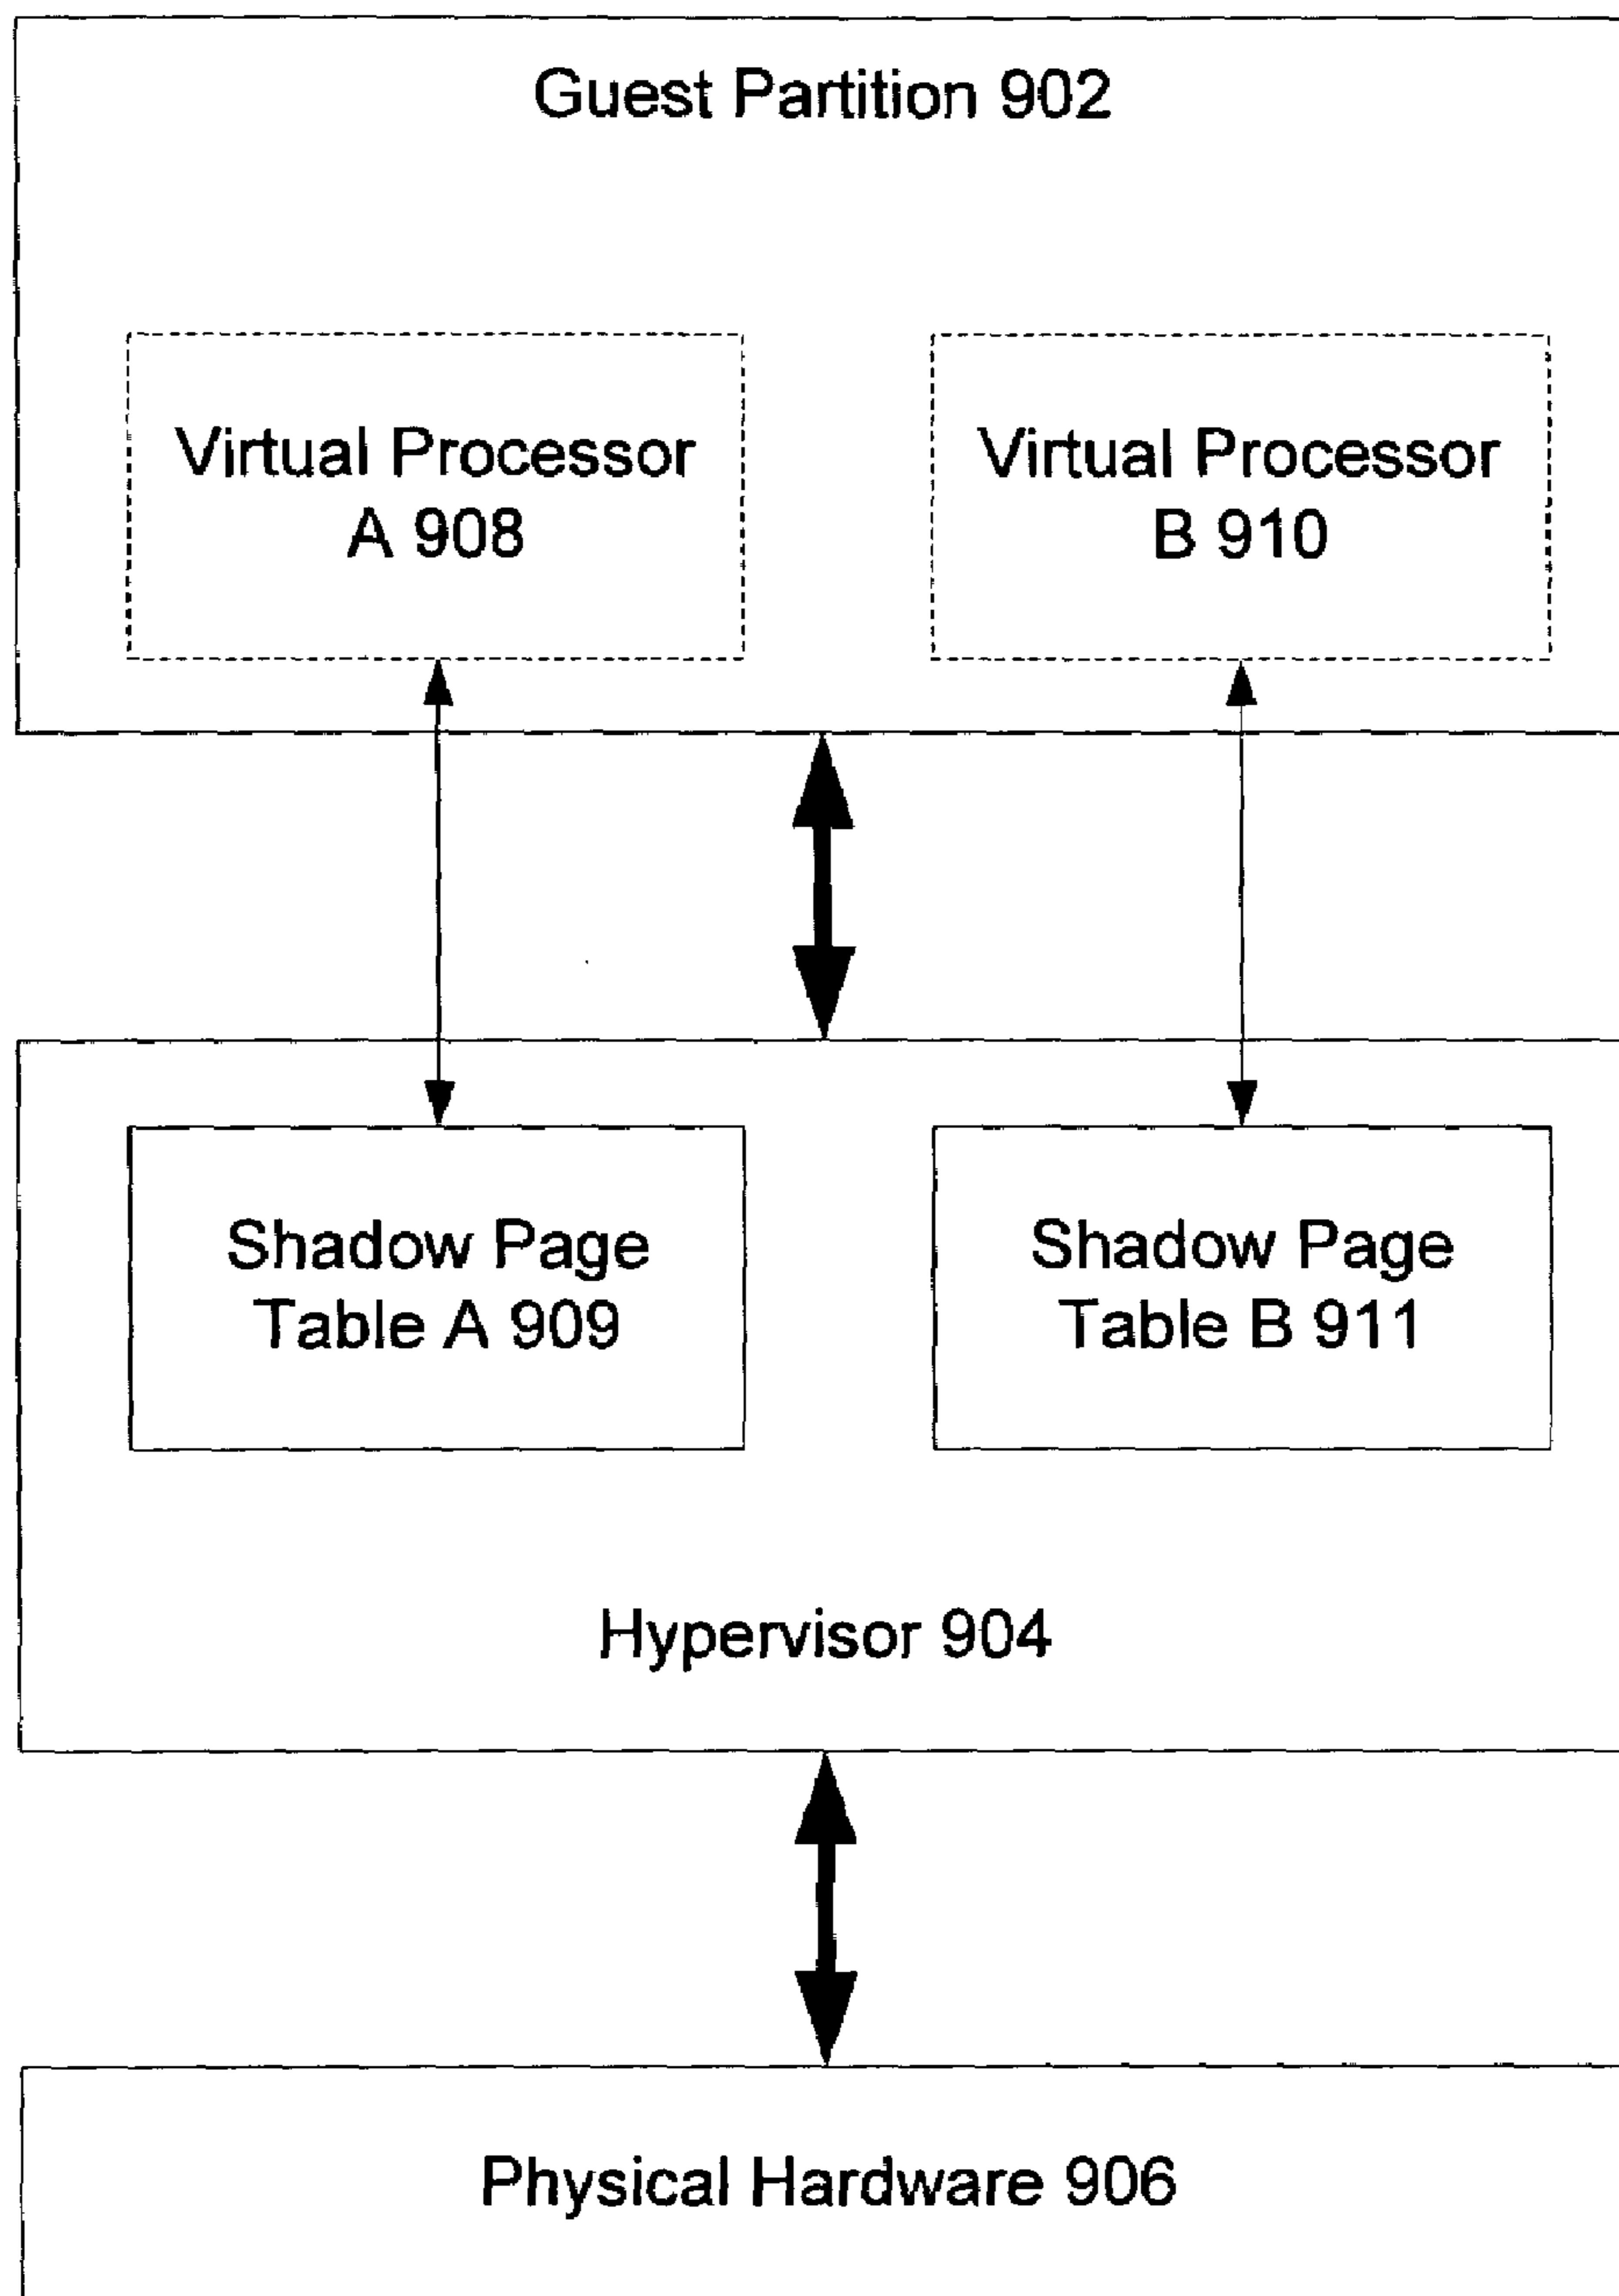 Guest Partition 902
Virtual Processor
A 908
Virtual Processor
B 910
Shadow Page
Table A 909
Shadow Page
Table B 911
Hypervisor 904
Physical Hardware 906